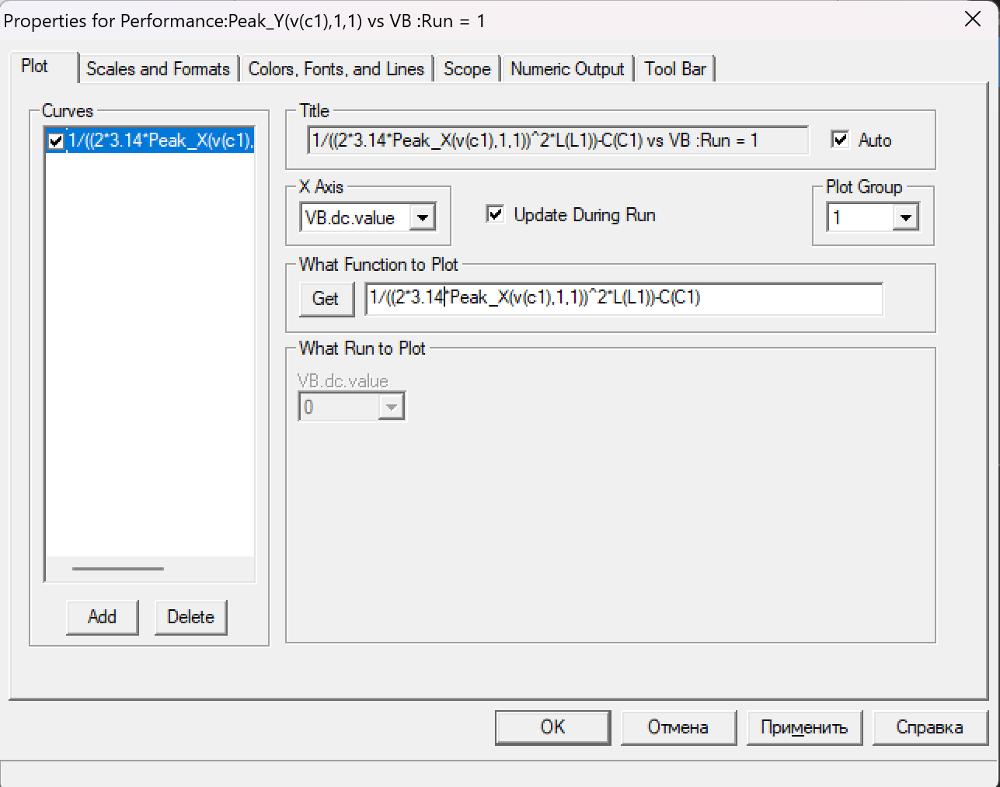 Properties for Performance:Peak_Y(v(c1),1,1) vs VB :Run = 1
Plot
Scales and Formats
Colors, Fonts, and Lines
Scope
Numeric Output
Tool Bar
Curves
1/((2*3.14*Peak_X(v(c1),
Add
Delete
Title
1/((2*3.14*Peak_X(v(c1),1,1))^2*L(L1))-C(C1) vs VB :Run = 1
Auto
X Axis
VB.dc.value
Update During Run
Plot Group
1
What Function to Plot
Get
1/((2*3.14*Peak_X(v(c1),1,1))^2*L(L1))-C(C1)
What Run to Plot
VB.dc.value
0
OK
Отмена
Применить
Справка